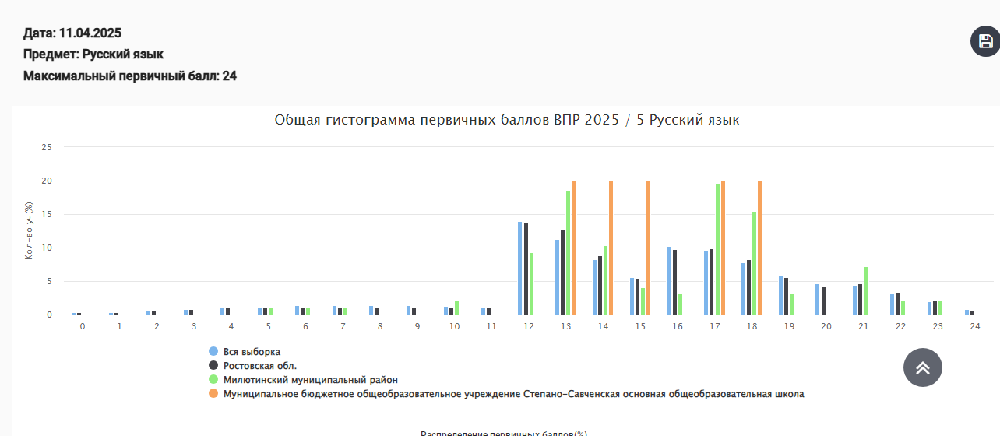 Дата: 11.04.2025
Предмет: Русский язык
Максимальный первичный балл: 24
Общая гистограмма первичных баллов ВПР 2025 / 5 Русский язык
25
20
15
10
5
0
Кол-во уч(%)
0 1 2 3 4 5 6 7 8 9 10 11 12 13 14 15 16 17 18 19 20 21 22 23 24
Вся выборка
Ростовская обл.
Милютинский муниципальный район
Муниципальное бюджетное общеобразовательное учреждение Степано-Савченская основная общеобразовательная школа
Распределение первичных баллов(%)